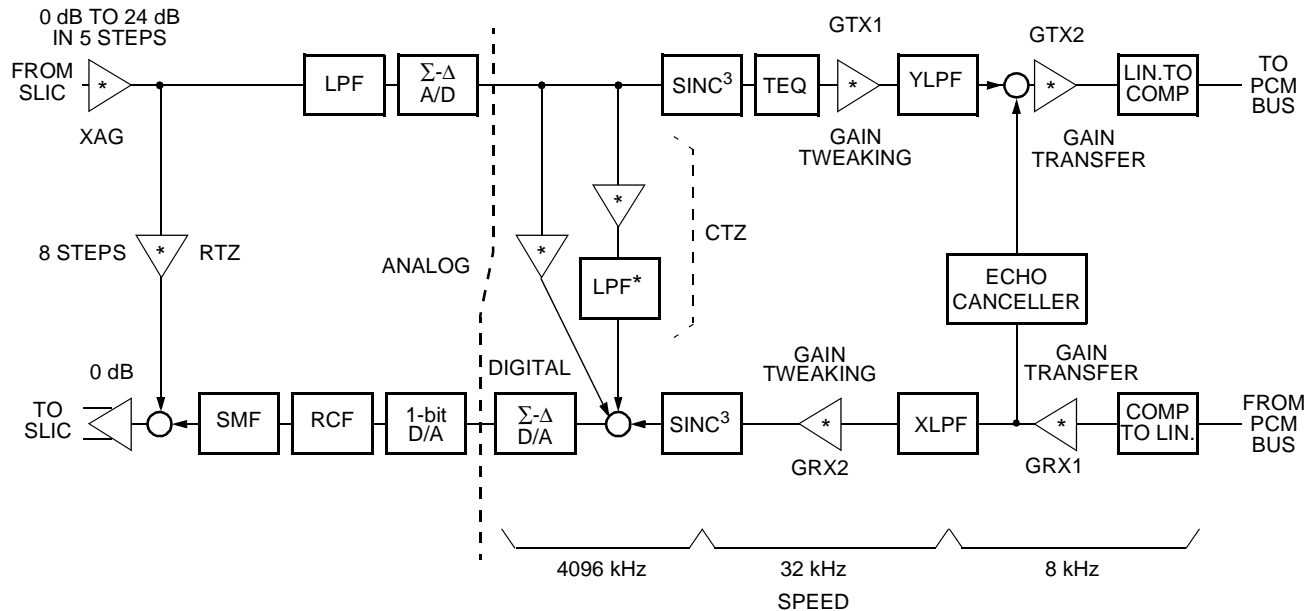 0 dB TO 24 dB
IN 5 STEPS
FROM
SLIC
*
XAG
LPF
Σ-Δ
A/D
SINC³
TEQ
GTX1
*
GAIN
TWEAKING
YLPF
GTX2
*
GAIN
TRANSFER
LIN.TO
COMP
TO
PCM
BUS
8 STEPS
*
RTZ
ANALOG
*
*
LPF*
CTZ
ECHO
CANCELLER
DIGITAL
0 dB
TO
SLIC
SMF
RCF
1-bit
D/A
Σ-Δ
D/A
SINC³
GAIN
TWEAKING
*
GRX2
XLPF
GAIN
TRANSFER
*
GRX1
COMP
TO LIN.
FROM
PCM
BUS
4096 kHz
32 kHz
8 kHz
SPEED